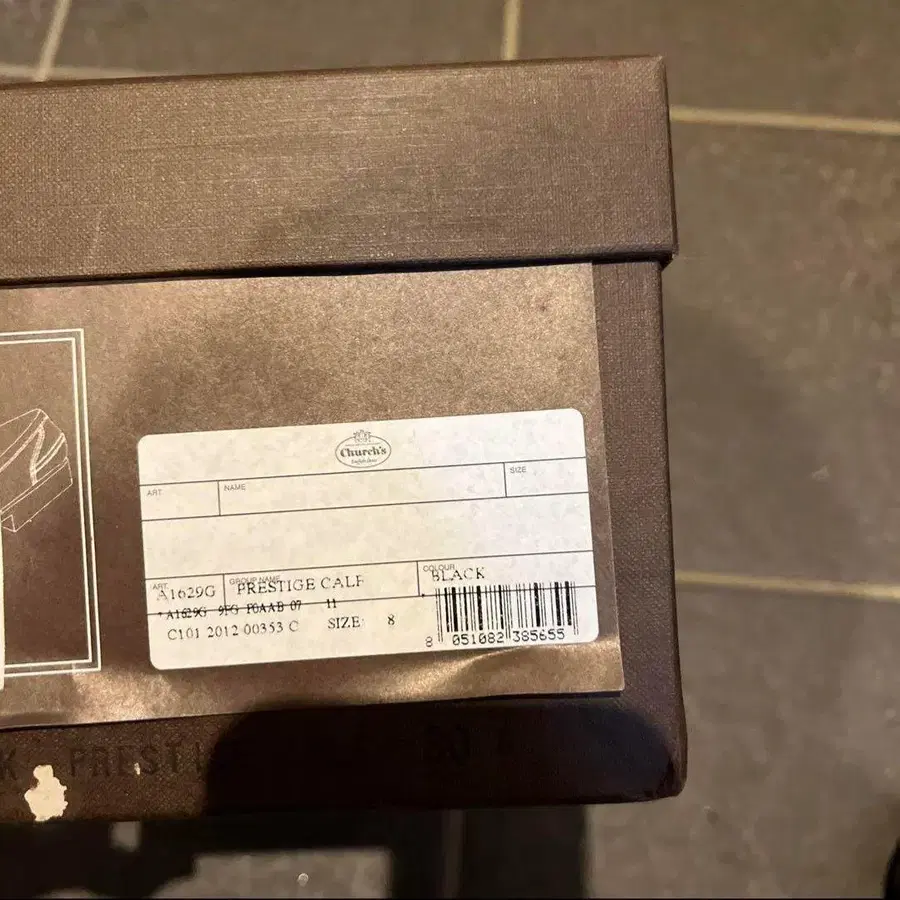 Church's
ART. NAME SIZE
ART. GROUP NAME COLOUR
A1629G PRESTIGE CALF BLACK
* A1629G 9FG F0AAB 07 11 *
C101 2012 00353 C SIZE 8
8 051082 385655
K PRESTI